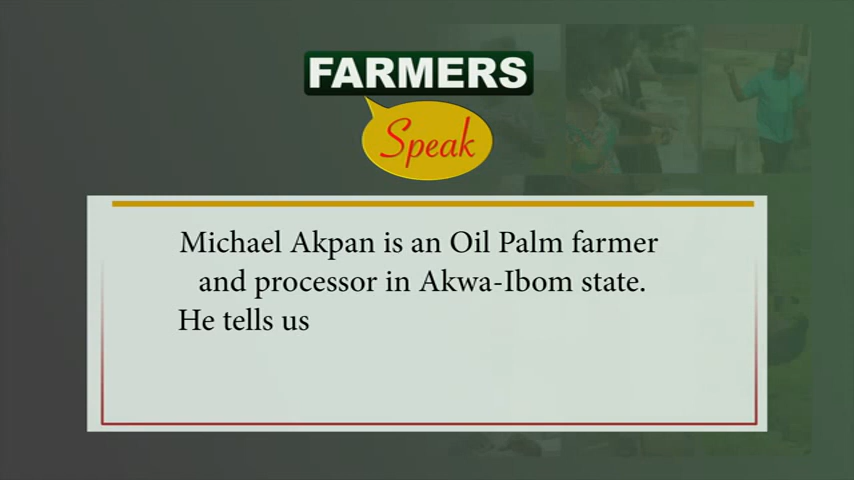 FARMERS
Speak
Michael Akpan is an Oil Palm farmer
and processor in Akwa-Ibom state.
He tells us